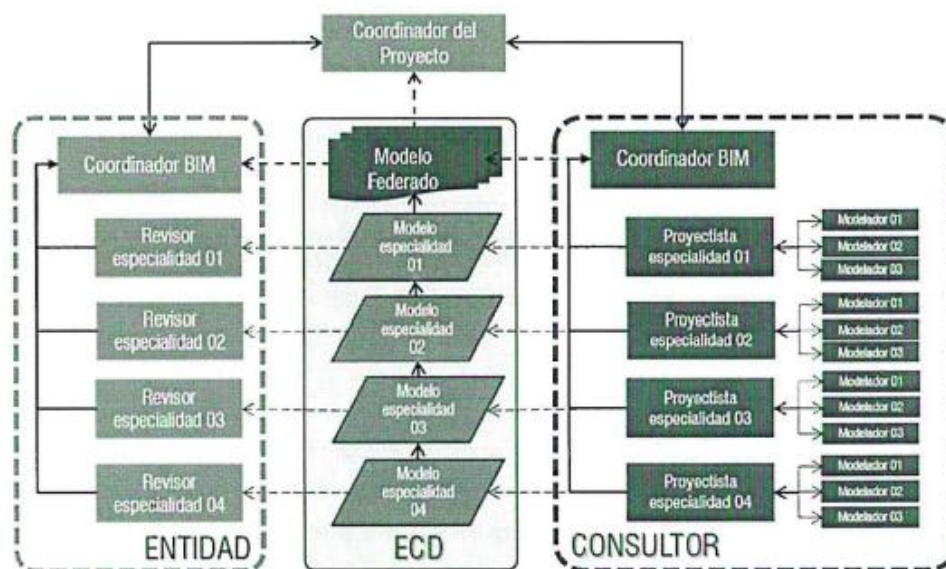 Coordinador del
Proyecto
Coordinador BIM
Modelo
Federado
Coordinador BIM
Revisor
especialidad 01
Modelo
especialidad
01
Proyectista
especialidad 01
Modelador 01
Modelador 02
Modelador 03
Revisor
especialidad 02
Modelo
especialidad
02
Proyectista
especialidad 02
Modelador 01
Modelador 02
Modelador 03
Revisor
especialidad 03
Modelo
especialidad
03
Proyectista
especialidad 03
Modelador 01
Modelador 02
Modelador 03
Revisor
especialidad 04
Modelo
especialidad
04
Proyectista
especialidad 04
Modelador 01
Modelador 02
Modelador 03
ENTIDAD
ECD
CONSULTOR